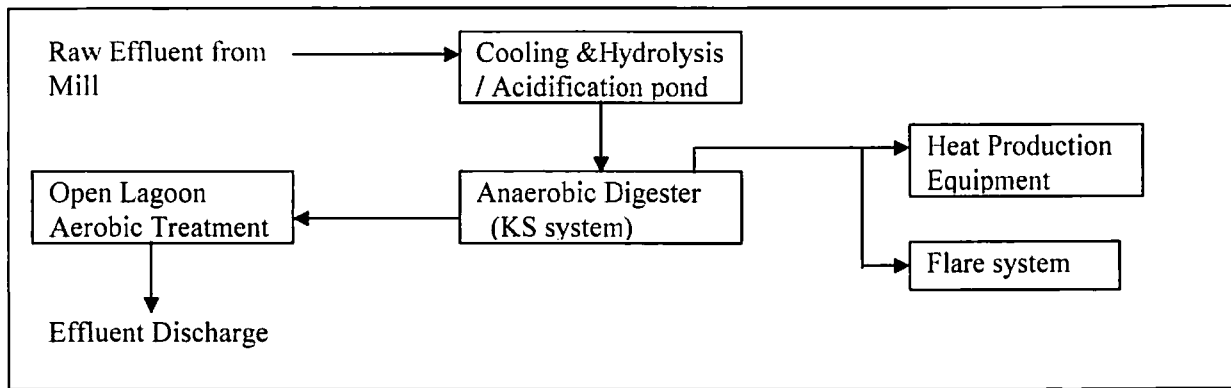 Raw Effluent from
Mill
Cooling &Hydrolysis
/ Acidification pond
Heat Production
Equipment
Open Lagoon
Aerobic Treatment
Anaerobic Digester
(KS system)
Flare system
Effluent Discharge